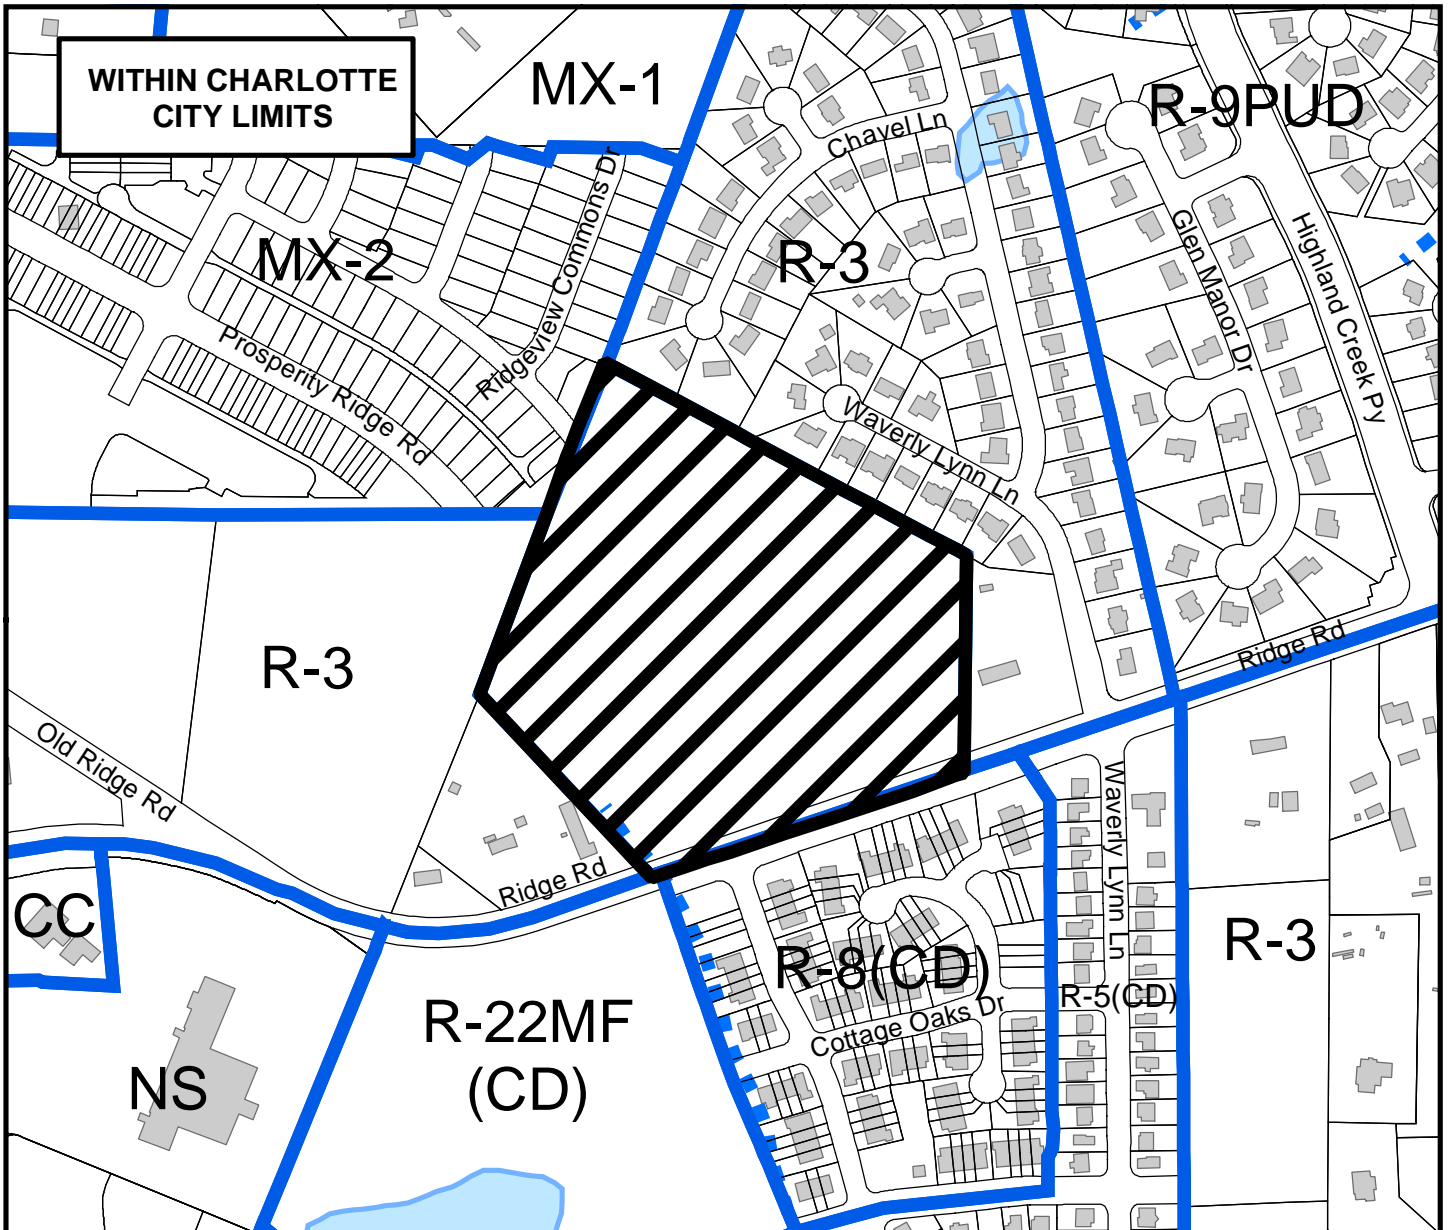 WITHIN CHARLOTTE
CITY LIMITS
MX-1
R-9PUD
Chavel Ln
MX-2
Ridgeview Commons Dr
R-3
Glen Manor Dr
Highland Creek Py
Prosperity Ridge Rd
Waverly Lynn Ln
R-3
Ridge Rd
Old Ridge Rd
Waverly Lynn Ln
Ridge Rd
CC
R-8(CD)
R-3
R-5(CD)
R-22MF
(CD)
Cottage Oaks Dr
NS